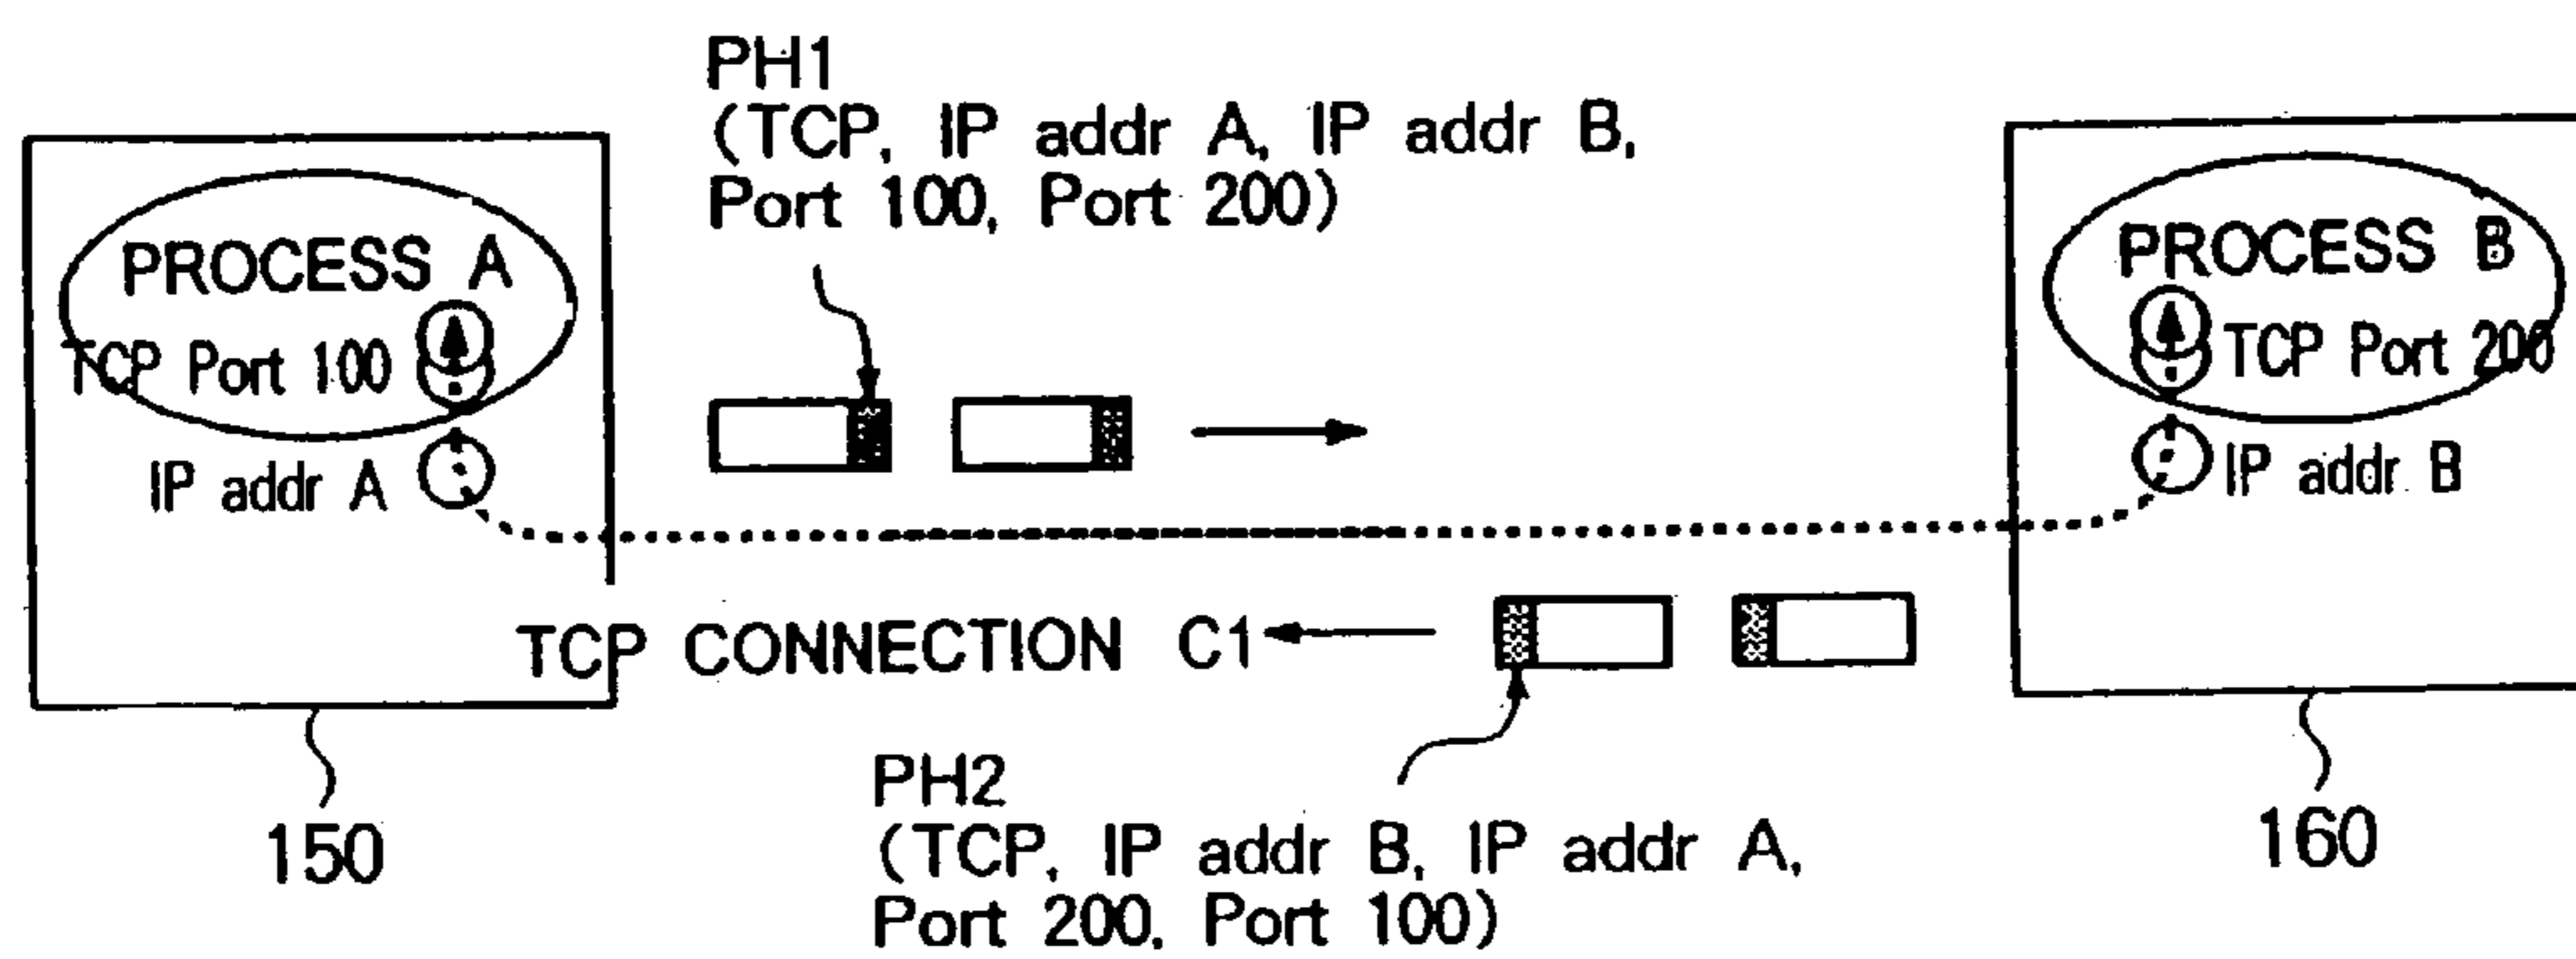 PH1
(TCP, IP addr A, IP addr B,
Port 100, Port 200)
PROCESS A
TCP Port 100
IP addr A
PROCESS B
TCP Port 200
IP addr B
TCP CONNECTION C1
PH2
(TCP, IP addr B, IP addr A,
Port 200, Port 100)
150
160